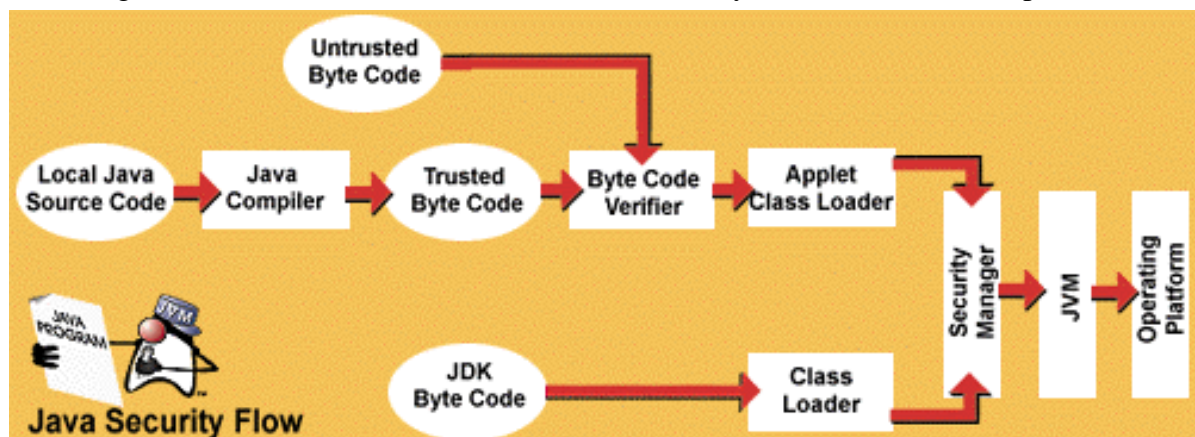 Untrusted
Byte Code
Local Java
Source Code
Java
Compiler
Trusted
Byte Code
Byte Code
Verifier
Applet
Class Loader
Security
Manager
JVM
Operating
Platform
JVM
JAVA
PROGRAM
JDK
Byte Code
Class
Loader
Java Security Flow